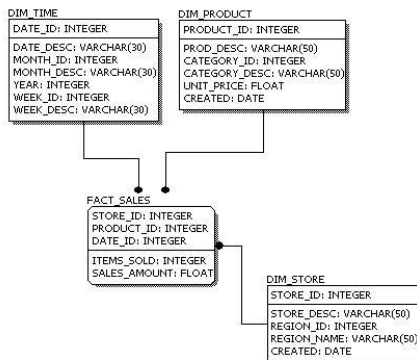 DIM_TIME
DATE_ID: INTEGER
DATE_DESC: VARCHAR(30)
MONTH_ID: INTEGER
MONTH_DESC: VARCHAR(30)
YEAR: INTEGER
WEEK_ID: INTEGER
WEEK_DESC: VARCHAR(30)
DIM_PRODUCT
PRODUCT_ID: INTEGER
PROD_DESC: VARCHAR(50)
CATEGORY_ID: INTEGER
CATEGORY_DESC: VARCHAR(50)
UNIT_PRICE: FLOAT
CREATED: DATE
FACT_SALES
STORE_ID: INTEGER
PRODUCT_ID: INTEGER
DATE_ID: INTEGER
ITEMS_SOLD: INTEGER
SALES_AMOUNT: FLOAT
DIM_STORE
STORE_ID: INTEGER
STORE_DESC: VARCHAR(50)
REGION_ID: INTEGER
REGION_NAME: VARCHAR(50)
CREATED: DATE